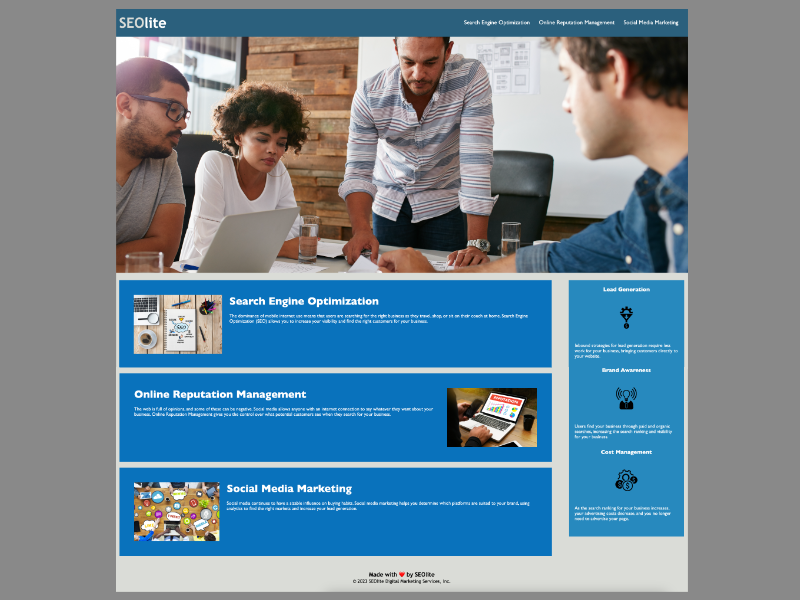 SEOlite
Search Engine Optimization Online Reputation Management Social Media Marketing
Search Engine Optimization
The dominance of mobile internet use means that users are searching for the right business as they travel, shop, or sit on their couch at home. Search Engine
Optimization (SEO) allows you to increase your visibility and find the right customers for your business.
Online Reputation Management
The web is full of opinions, and some of these can be negative. Social media allows anyone with an internet connection to say whatever they want about your
business. Online Reputation Management gives you the control over what potential customers see when they search for your business.
Social Media Marketing
Social media continues to have a sizable influence on buying habits. Social media marketing helps you determine which platforms are suited to your brand, using
analytics to find the right markets and increase your lead generation.
Lead Generation
Inbound strategies for lead generation require less
work for your business, bringing customers directly to
your website.
Brand Awareness
Users find your business through paid and organic
searches, increasing the search ranking and visibility
for your business.
Cost Management
As the search ranking for your business increases,
your advertising costs decrease, and you no longer
need to advertise your page.
Made with ❤️ by SEOlite
© 2023 SEOlite Digital Marketing Services, Inc.